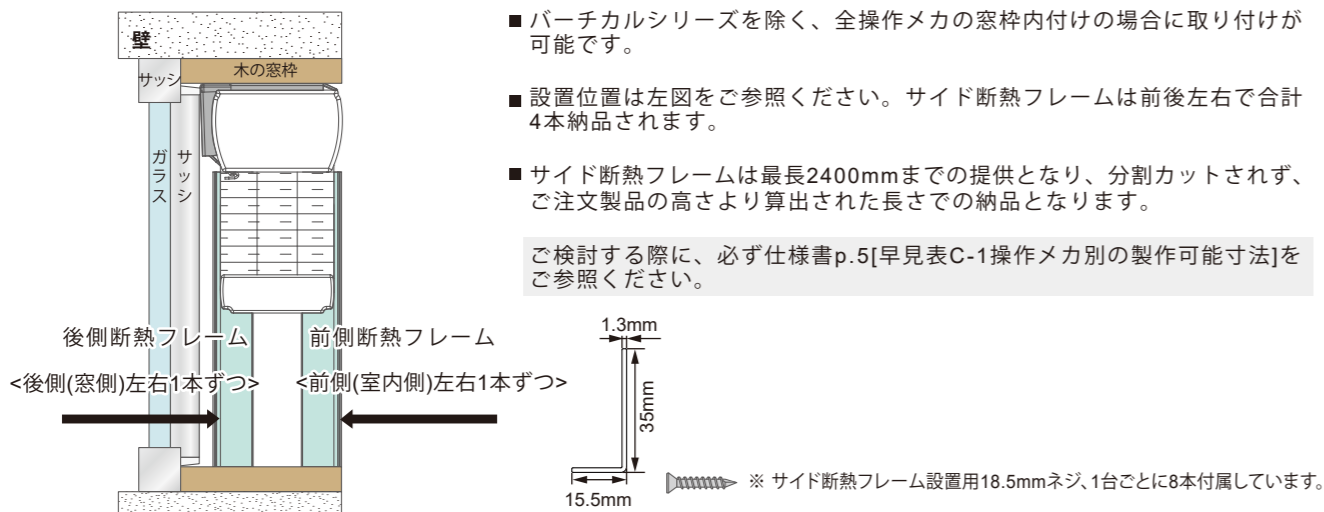 壁
サッシ
木の窓枠
ガラス
サッシ
後側断熱フレーム
前側断熱フレーム
<後側(窓側)左右1本ずつ>
<前側(室内側)左右1本ずつ>
■ バーチカルシリーズを除く、全操作メカの窓枠内付けの場合に取り付けが
可能です。
■ 設置位置は左図をご参照ください。サイド断熱フレームは前後左右で合計
4本納品されます。
■ サイド断熱フレームは最長2400mmまでの提供となり、分割カットされず、
ご注文製品の高さより算出された長さでの納品となります。
ご検討する際に、必ず仕様書p.5[早見表C-1操作メカ別の製作可能寸法]を
ご参照ください。
1.3mm
35mm
15.5mm
※ サイド断熱フレーム設置用18.5mmネジ、1台ごとに8本付属しています。